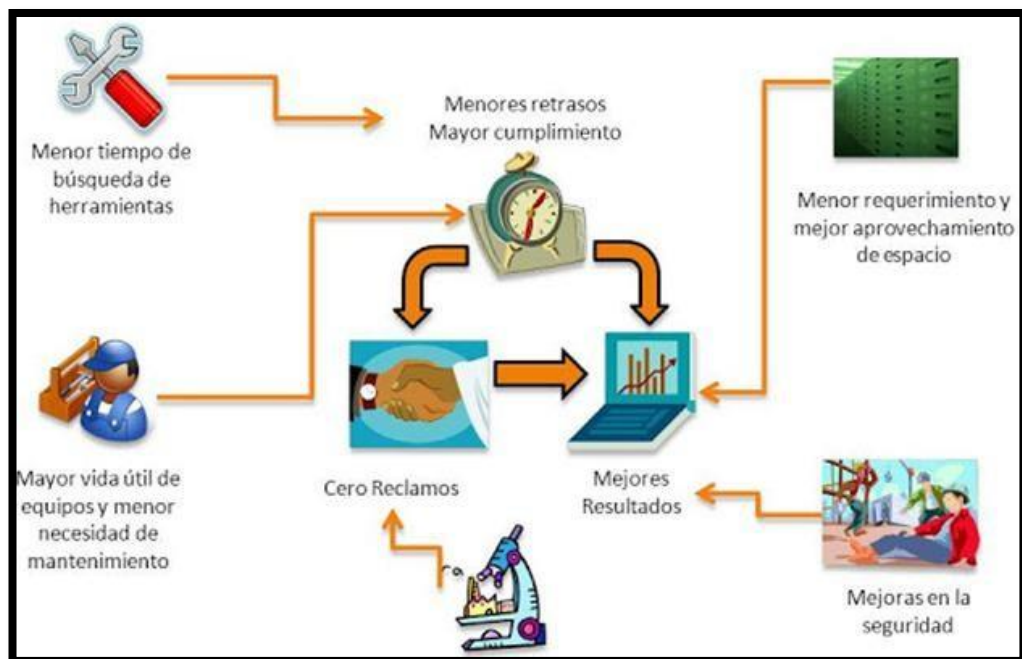 Menores retrasos
Mayor cumplimiento
Menor tiempo de
búsqueda de
herramientas
Menor requerimiento y
mejor aprovechamiento
de espacio
Mayor vida útil de
equipos y menor
necesidad de
mantenimiento
Cero Reclamos
Mejores
Resultados
Mejoras en la
seguridad